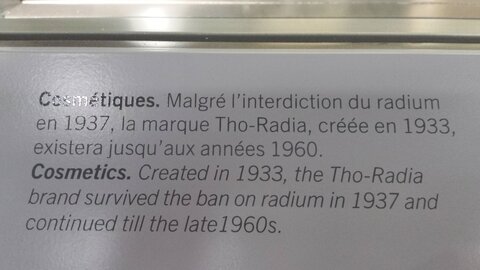 Cosmétiques. Malgré l'interdiction du radium
en 1937, la marque Tho-Radia, créée en 1933,
existera jusqu'aux années 1960.
Cosmetics. Created in 1933, the Tho-Radia
brand survived the ban on radium in 1937 and
continued till the late1960s.